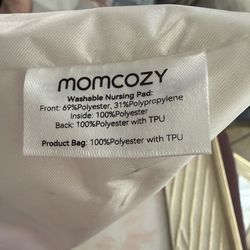 momcozy
Washable Nursing Pad:
Front: 69%Polyester, 31%Polypropylene
Inside: 100%Polyester
Back: 100%Polyester with TPU
Product Bag: 100%Polyester with TPU